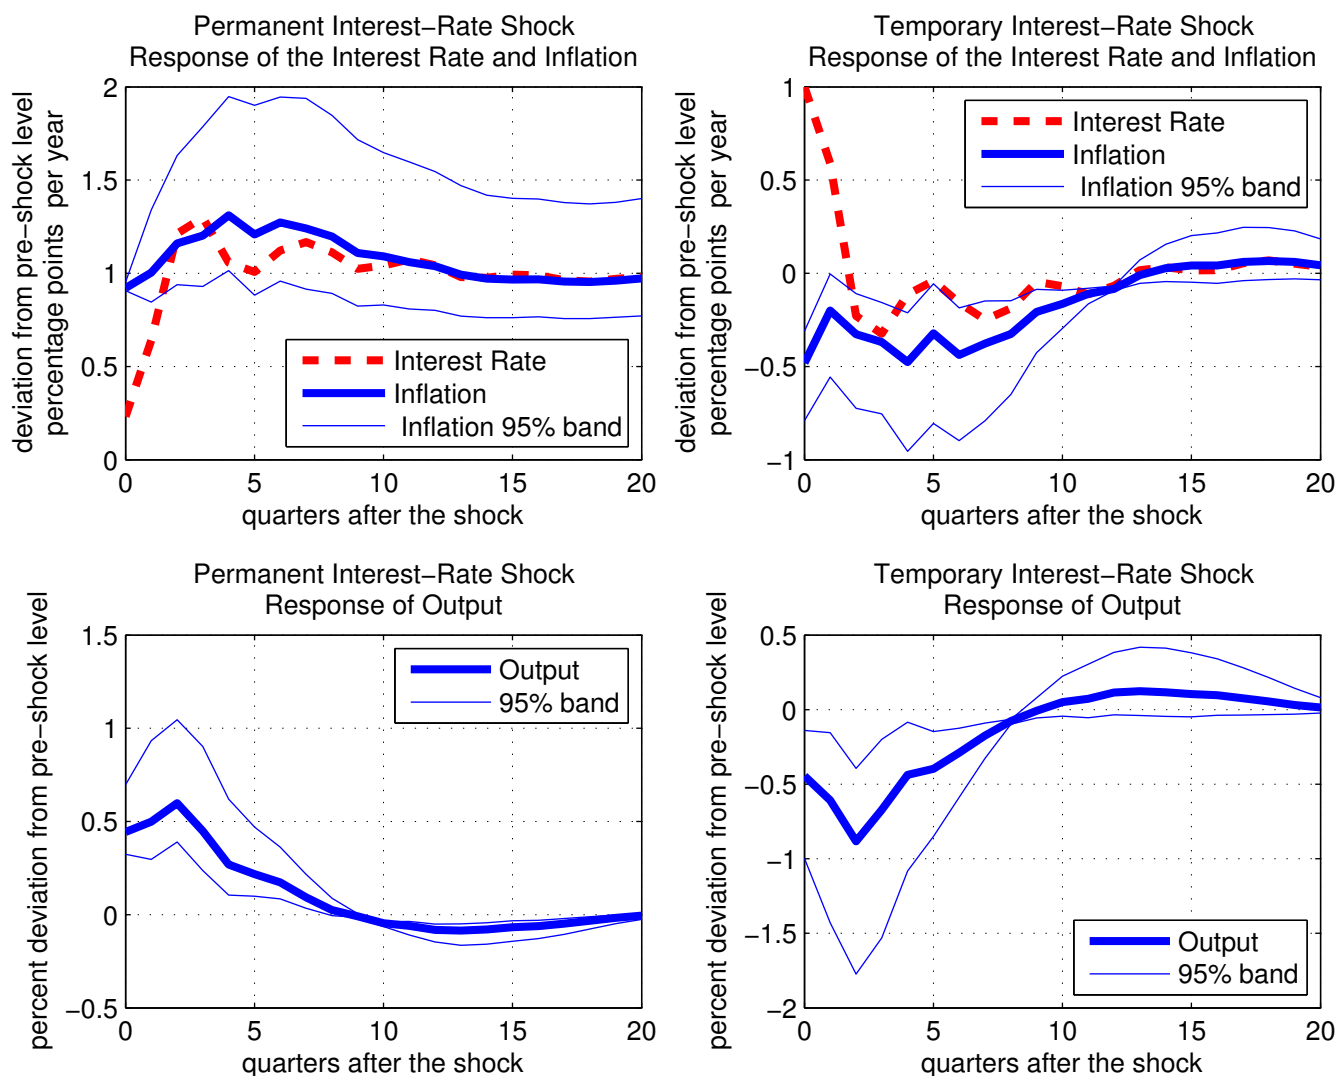 Permanent Interest−Rate Shock
Response of the Interest Rate and Inflation
deviation from pre−shock level
percentage points  per year
2
1.5
1
0.5
0
Interest Rate
Inflation
Inflation 95% band
0 5 10 15 20
quarters after the shock
Temporary Interest−Rate Shock
Response of the Interest Rate and Inflation
deviation from pre−shock level
percentage points  per year
1
0.5
0
−0.5
−1
Interest Rate
Inflation
Inflation 95% band
0 5 10 15 20
quarters after the shock
Permanent Interest−Rate Shock
Response of Output
percent deviation from pre−shock level
1.5
1
0.5
0
−0.5
Output
95% band
0 5 10 15 20
quarters after the shock
Temporary Interest−Rate Shock
Response of Output
percent deviation from pre−shock level
0.5
0
−0.5
−1
−1.5
−2
Output
95% band
0 5 10 15 20
quarters after the shock